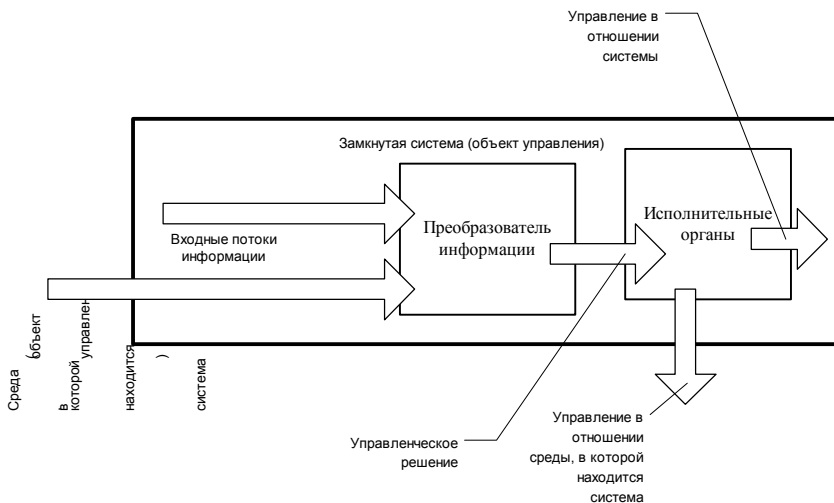 Управление в
отношении
системы
Замкнутая система (объект управления)
Преобразователь
информации
Исполнительные
органы
Входные потоки
информации
Среда
(объект
в
которой
управлен
находится
)
система
Управленческое
решение
Управление в
отношении
среды, в которой
находится
система